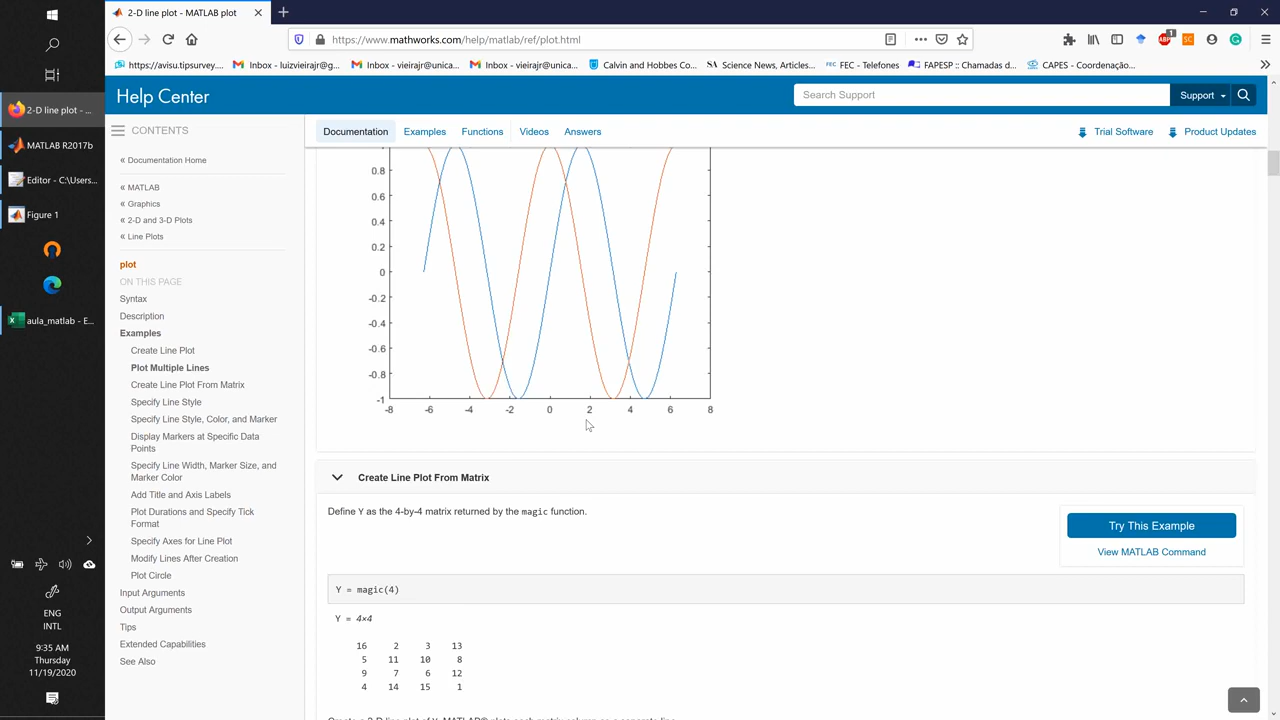 2-D line plot - MATLAB plot
https://www.mathworks.com/help/matlab/ref/plot.html
1
https://avisu.tipsurvey....
Inbox - luizvieirajr@g...
Inbox - vieirajr@unica...
Inbox - vieirajr@unica...
Calvin and Hobbes Co...
Science News, Articles...
FEC - Telefones
FAPESP :: Chamadas d...
CAPES - Coordenação...
Help Center
Search Support
Support
CONTENTS
Documentation
Examples
Functions
Videos
Answers
Trial Software
Product Updates
« Documentation Home
« MATLAB
« Graphics
« 2-D and 3-D Plots
« Line Plots
plot
ON THIS PAGE
Syntax
Description
Examples
Create Line Plot
Plot Multiple Lines
Create Line Plot From Matrix
Specify Line Style
Specify Line Style, Color, and Marker
Display Markers at Specific Data
Points
Specify Line Width, Marker Size, and
Marker Color
Add Title and Axis Labels
Plot Durations and Specify Tick
Format
Specify Axes for Line Plot
Modify Lines After Creation
Plot Circle
Input Arguments
Output Arguments
Tips
Extended Capabilities
See Also
0.8
0.6
0.4
0.2
0
-0.2
-0.4
-0.6
-0.8
-1
-8 -6 -4 -2 0 2 4 6 8
Create Line Plot From Matrix
Define Y as the 4-by-4 matrix returned by the magic function.
Try This Example
View MATLAB Command
Y = magic(4)
Y = 4×4
16 2 3 13
5 11 10 8
9 7 6 12
4 14 15 1
2-D line plot - ...
MATLAB R2017b
Editor - C:\Users...
Figure 1
aula_matlab - E...
ENG
INTL
9:35 AM
Thursday
11/19/2020